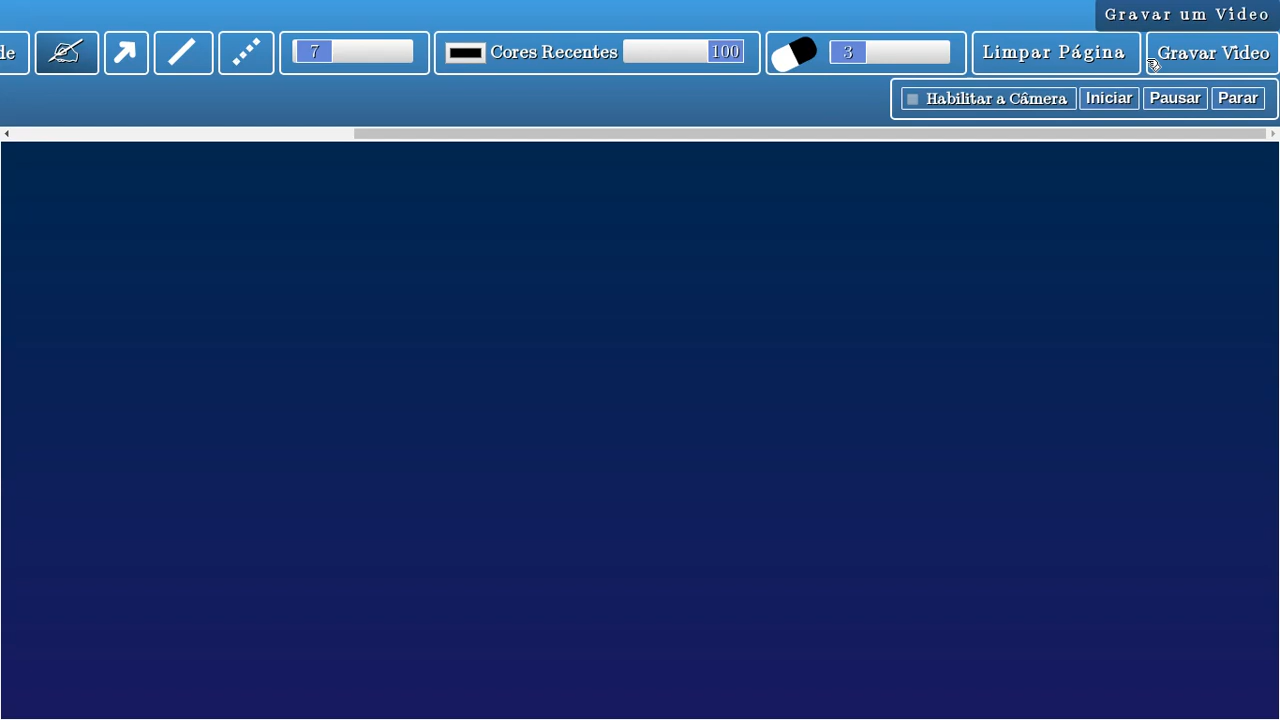 Gravar um Video
de 7 Cores Recentes 100 3 Limpar Página Gravar Video
Habilitar a Câmera Iniciar Pausar Parar